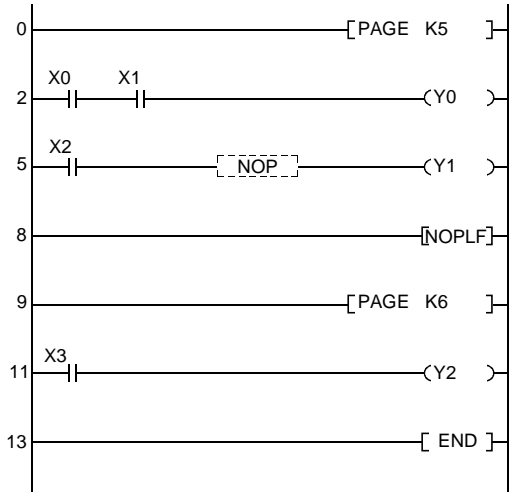 0 [PAGE K5 ]
X0 X1
2 (Y0 )
X2
5 NOP (Y1 )
8 [NOPLF]
9 [PAGE K6 ]
X3
11 (Y2 )
13 [ END ]